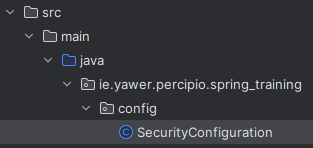 src
main
java
ie.yawer.percipio.spring_training
config
SecurityConfiguration